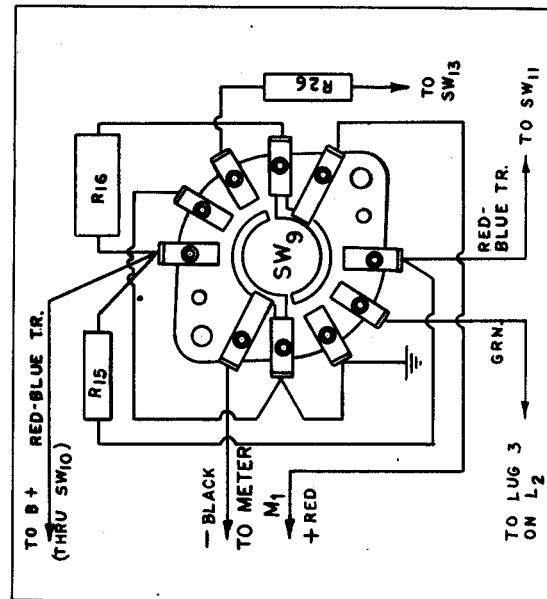 R26
TO
SW13
R16
TO SW11
RED-
BLUE TR.
SW9
R15
GRN.
RED-BLUE T.R.
TO B +
(THRU SW10)
- BLACK
TO METER
M1
+ RED
TO LUG 3
ON L2